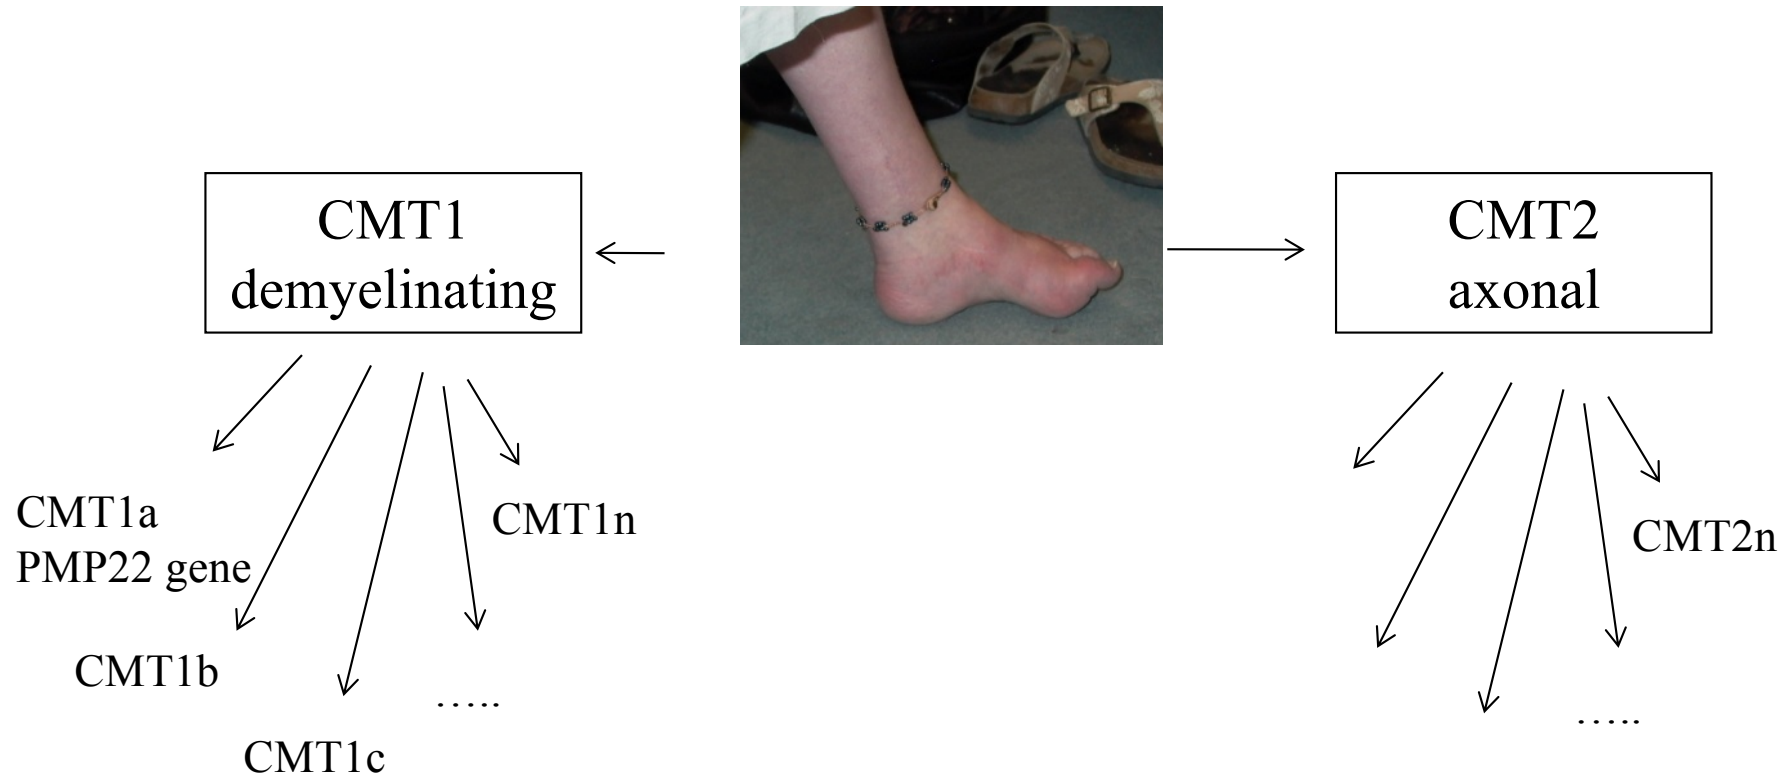 CMT1
demyelinating
CMT2
axonal
CMT1a
PMP22 gene
CMT1b
CMT1c
…..
CMT1n
…..
CMT2n